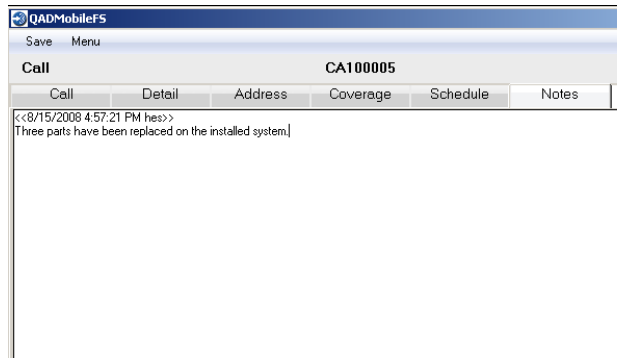 QADMobileFS
Save Menu
Call CA100005
Call Detail Address Coverage Schedule Notes
<<8/15/2008 4:57:21 PM hes>>
Three parts have been replaced on the installed system.